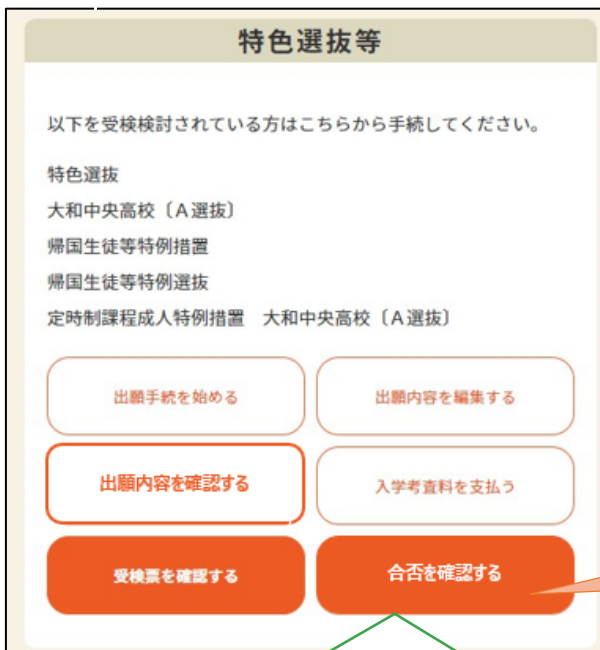 特色選抜等
以下を受検検討されている方はこちらから手続してください。
特色選抜
大和中央高校〔A選抜〕
帰国生徒等特例措置
帰国生徒等特例選抜
定時制課程成人特例措置　大和中央高校〔A選抜〕
出願手続を始める
出願内容を編集する
出願内容を確認する
入学考査料を支払う
受検票を確認する
合否を確認する